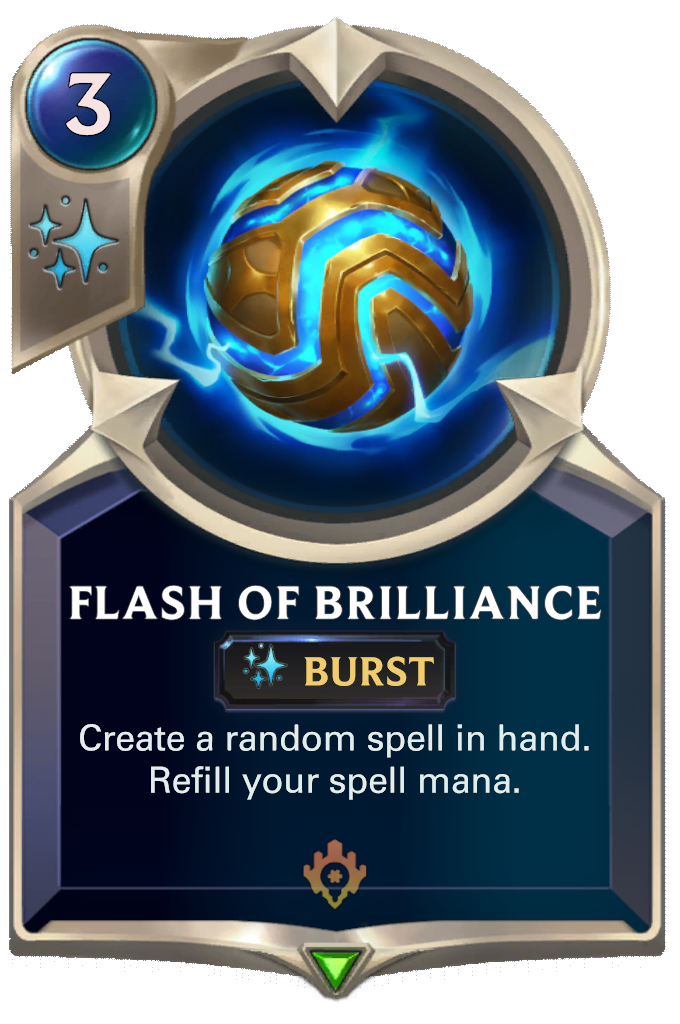 3
FLASH OF BRILLIANCE
BURST
Create a random spell in hand.
Refill your spell mana.